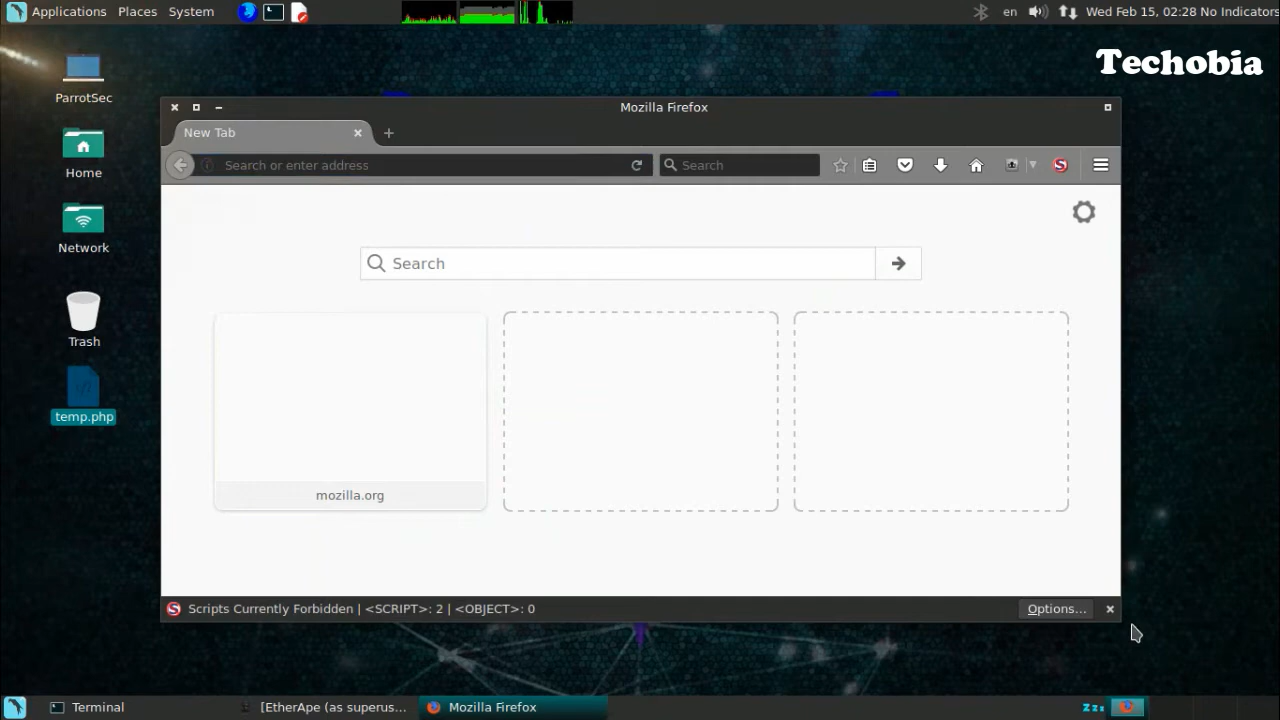 Applications Places System
en Wed Feb 15, 02:28 No Indicators
Techobia
ParrotSec
Home
Network
Trash
temp.php
Mozilla Firefox
New Tab
Search or enter address
Search
Search
mozilla.org
Scripts Currently Forbidden | <SCRIPT>: 2 | <OBJECT>: 0
Options...
Terminal
[EtherApe (as superus...
Mozilla Firefox